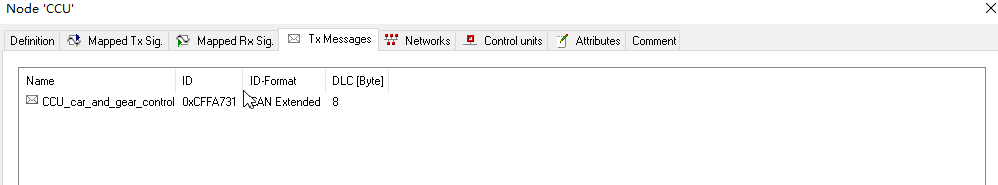 Node 'CCU'
Definition Mapped Tx Sig. Mapped Rx Sig. Tx Messages Networks Control units Attributes Comment
Name ID ID-Format DLC [Byte]
CCU_car_and_gear_control 0xCFFA731 CAN Extended 8